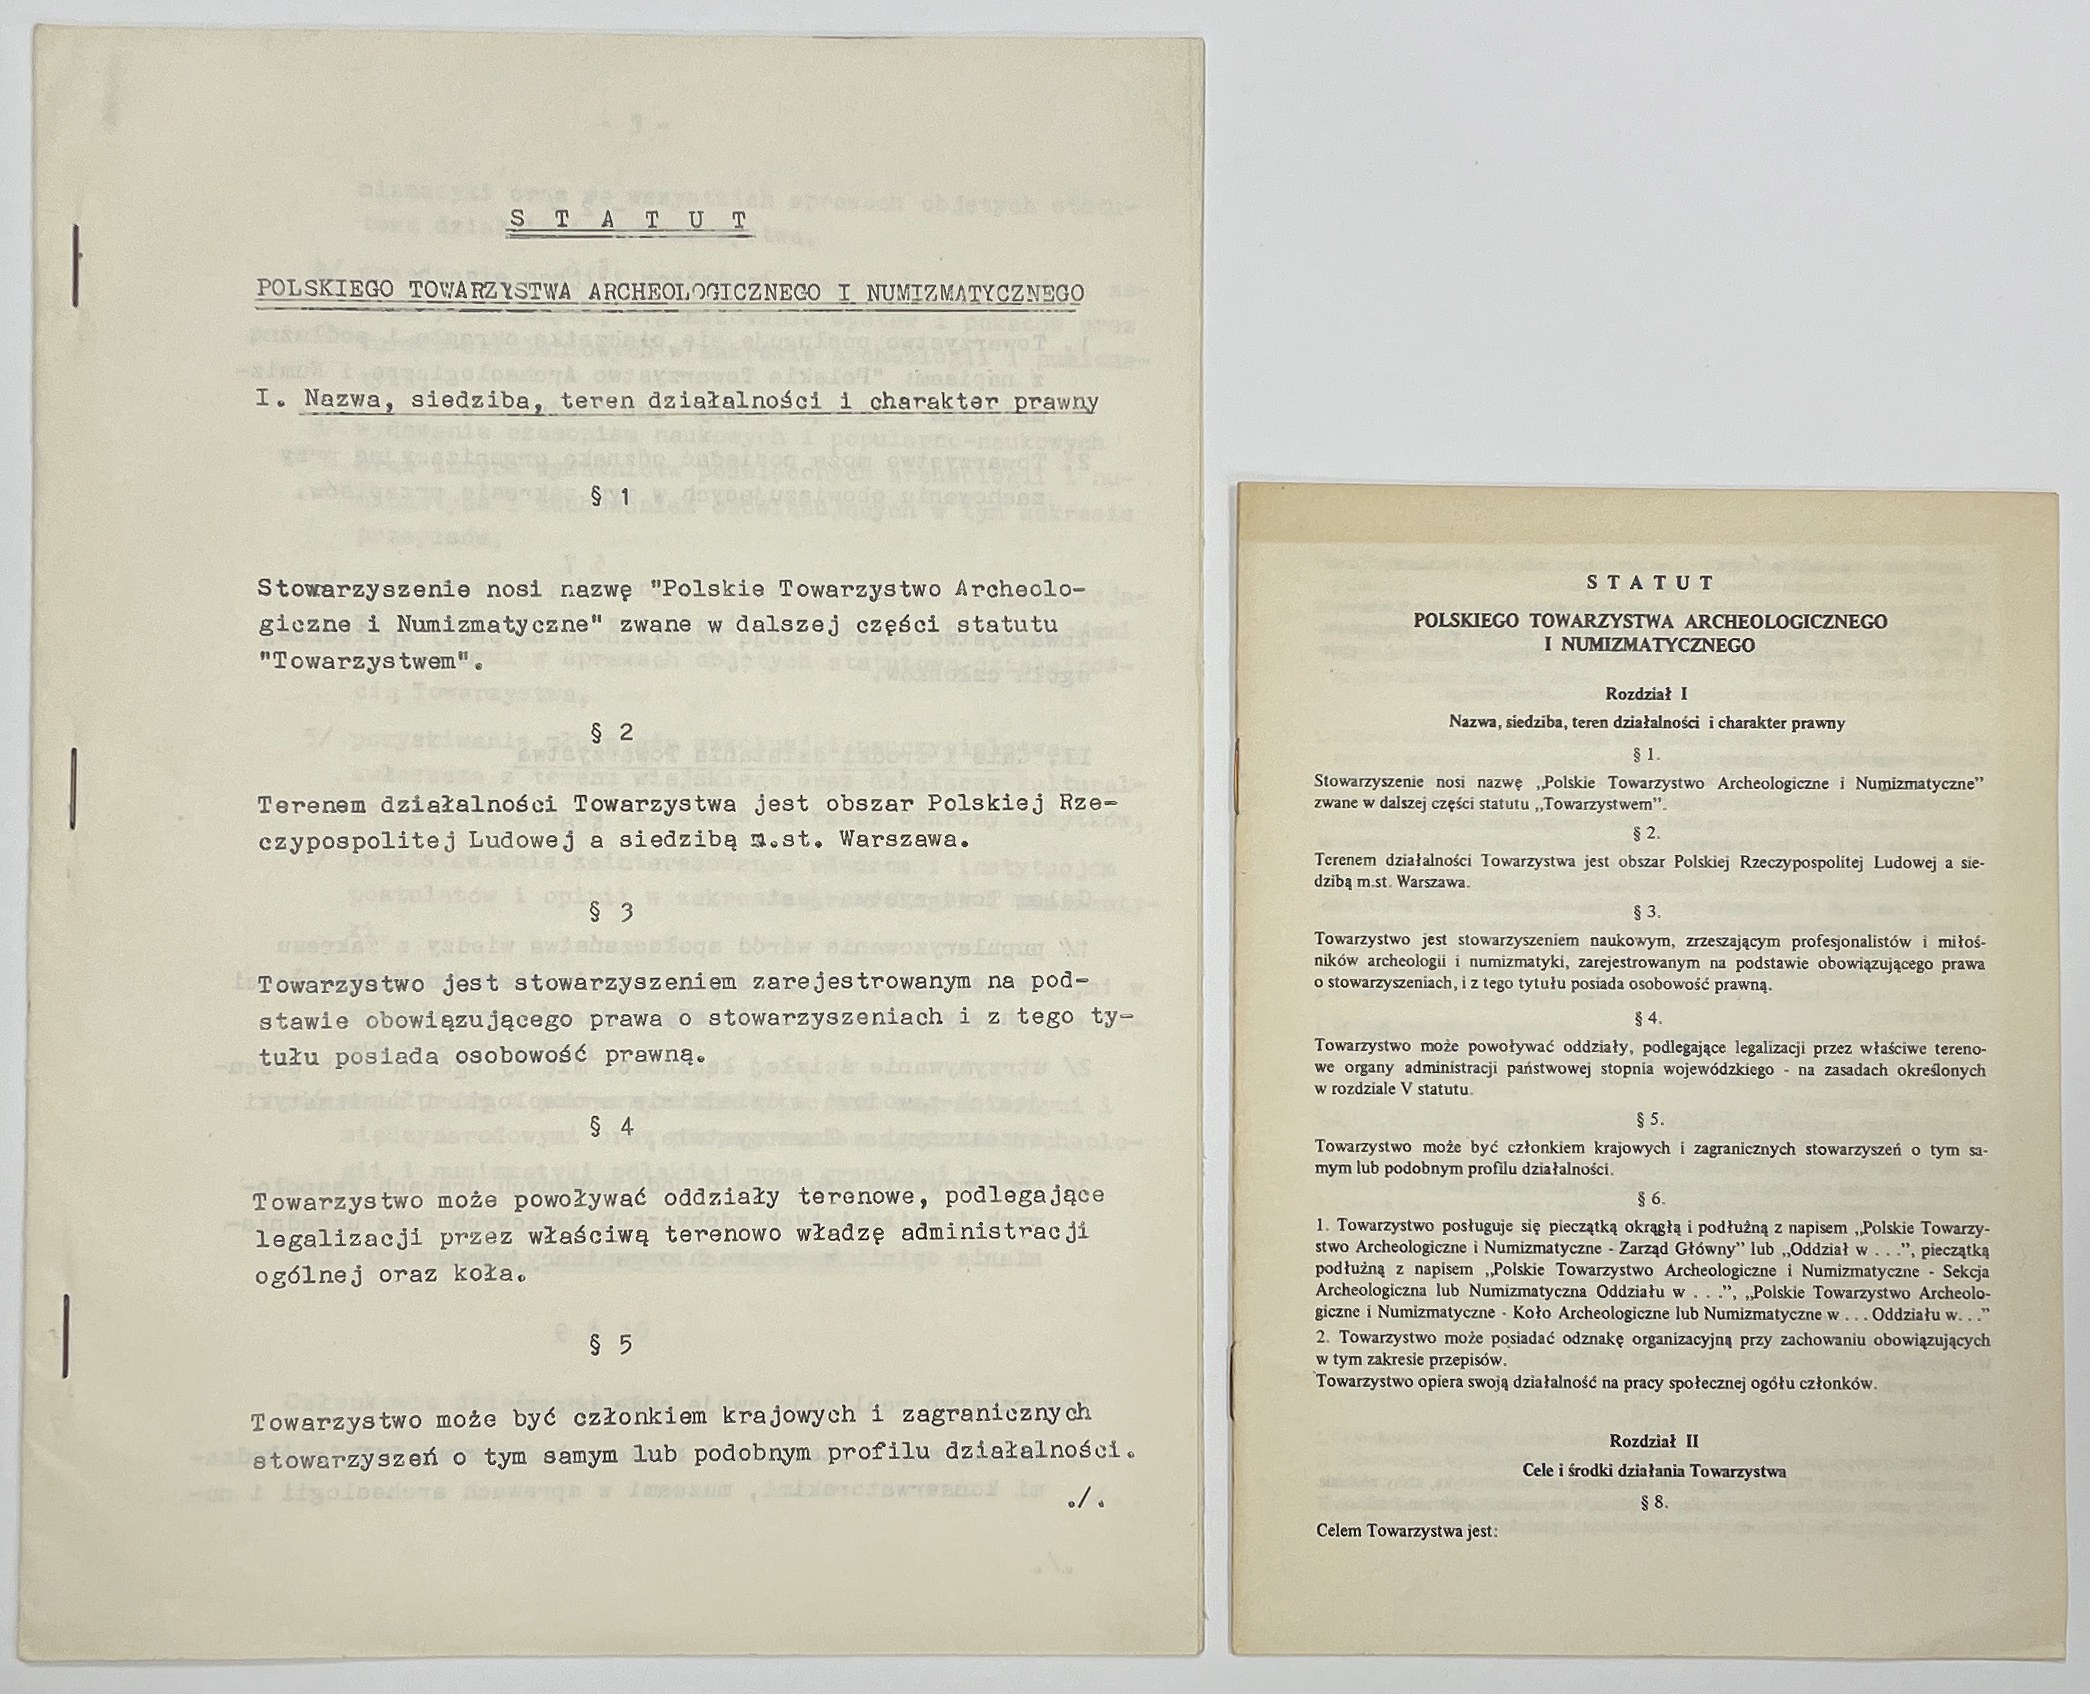 S T A T U T
POLSKIEGO TOWARZYSTWA ARCHEOLOGICZNEGO I NUMIZMATYCZNEGO
I. Nazwa, siedziba, teren działalności i charakter prawny
§ 1
Stowarzyszenie nosi nazwę "Polskie Towarzystwo Archeolo-
giczne i Numizmatyczne" zwane w dalszej części statutu
"Towarzystwem".
§ 2
Terenem działalności Towarzystwa jest obszar Polskiej Rze-
czypospolitej Ludowej a siedzibą m.st. Warszawa.
§ 3
Towarzystwo jest stowarzyszeniem zarejestrowanym na pod-
stawie obowiązującego prawa o stowarzyszeniach i z tego ty-
tułu posiada osobowość prawną.
§ 4
Towarzystwo może powoływać oddziały terenowe, podlegające
legalizacji przez właściwą terenowo władzę administracji
ogólnej oraz koła.
§ 5
Towarzystwo może być członkiem krajowych i zagranicznych
stowarzyszeń o tym samym lub podobnym profilu działalności.
./.
S T A T U T
POLSKIEGO TOWARZYSTWA ARCHEOLOGICZNEGO
I NUMIZMATYCZNEGO
Rozdział I
Nazwa, siedziba, teren działalności i charakter prawny
§ 1.
Stowarzyszenie nosi nazwę „Polskie Towarzystwo Archeologiczne i Numizmatyczne”
zwane w dalszej części statutu „Towarzystwem”.
§ 2.
Terenem działalności Towarzystwa jest obszar Polskiej Rzeczypospolitej Ludowej a sie-
dzibą m.st. Warszawa.
§ 3.
Towarzystwo jest stowarzyszeniem naukowym, zrzeszającym profesjonalistów i miłoś-
ników archeologii i numizmatyki, zarejestrowanym na podstawie obowiązującego prawa
o stowarzyszeniach, i z tego tytułu posiada osobowość prawną.
§ 4.
Towarzystwo może powoływać oddziały, podlegające legalizacji przez właściwe tereno-
we organy administracji państwowej stopnia wojewódzkiego - na zasadach określonych
w rozdziale V statutu.
§ 5.
Towarzystwo może być członkiem krajowych i zagranicznych stowarzyszeń o tym sa-
mym lub podobnym profilu działalności.
§ 6.
1. Towarzystwo posługuje się pieczątką okrągłą i podłużną z napisem „Polskie Towarzy-
stwo Archeologiczne i Numizmatyczne - Zarząd Główny” lub „Oddział w . . .”, pieczątką
podłużną z napisem „Polskie Towarzystwo Archeologiczne i Numizmatyczne - Sekcja
Archeologiczna lub Numizmatyczna Oddziału w . . .”, „Polskie Towarzystwo Archeolo-
giczne i Numizmatyczne - Koło Archeologiczne lub Numizmatyczne w . . . Oddziału w. . .”
2. Towarzystwo może posiadać odznakę organizacyjną przy zachowaniu obowiązujących
w tym zakresie przepisów.
Towarzystwo opiera swoją działalność na pracy społecznej ogółu członków.
Rozdział II
Cele i środki działania Towarzystwa
§ 8.
Celem Towarzystwa jest: